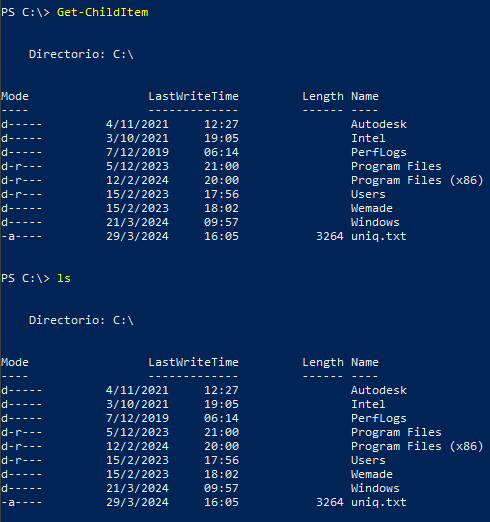 PS C:\> Get-ChildItem
    Directorio: C:\
Mode                 LastWriteTime         Length Name
----                 -------------         ------ ----
d-----         4/11/2021     12:27                Autodesk
d-----         3/10/2021     19:05                Intel
d-----         7/12/2019     06:14                PerfLogs
d-r---         5/12/2023     21:00                Program Files
d-r---         12/2/2024     20:00                Program Files (x86)
d-r---         15/2/2023     17:56                Users
d-----         15/2/2023     18:02                Wemade
d-----         21/3/2024     09:57                Windows
-a----         29/3/2024     16:05           3264 uniq.txt
PS C:\> ls
    Directorio: C:\
Mode                 LastWriteTime         Length Name
----                 -------------         ------ ----
d-----         4/11/2021     12:27                Autodesk
d-----         3/10/2021     19:05                Intel
d-----         7/12/2019     06:14                PerfLogs
d-r---         5/12/2023     21:00                Program Files
d-r---         12/2/2024     20:00                Program Files (x86)
d-r---         15/2/2023     17:56                Users
d-----         15/2/2023     18:02                Wemade
d-----         21/3/2024     09:57                Windows
-a----         29/3/2024     16:05           3264 uniq.txt